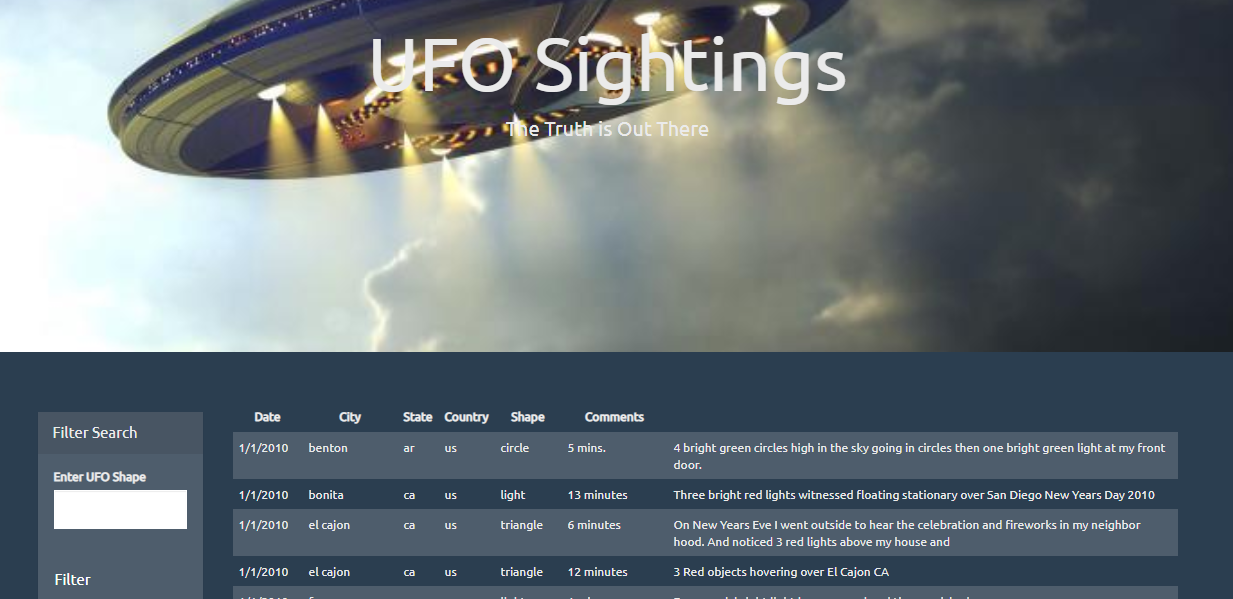 UFO Sightings
The Truth is Out There
Filter Search
Enter UFO Shape
Filter
Date City State Country Shape Comments
1/1/2010 benton ar us circle 5 mins. 4 bright green circles high in the sky going in circles then one bright green light at my front
door.
1/1/2010 bonita ca us light 13 minutes Three bright red lights witnessed floating stationary over San Diego New Years Day 2010
1/1/2010 el cajon ca us triangle 6 minutes On New Years Eve I went outside to hear the celebration and fireworks in my neighbor
hood. And noticed 3 red lights above my house and
1/1/2010 el cajon ca us triangle 12 minutes 3 Red objects hovering over El Cajon CA